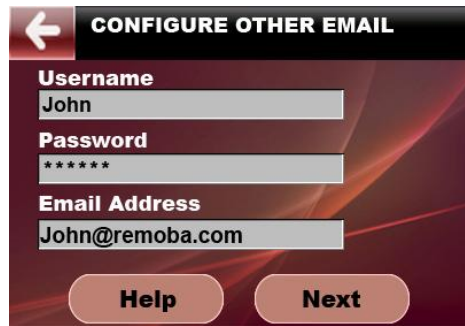 CONFIGURE OTHER EMAIL
Username
John
Password
******
Email Address
John@remoba.com
Help Next